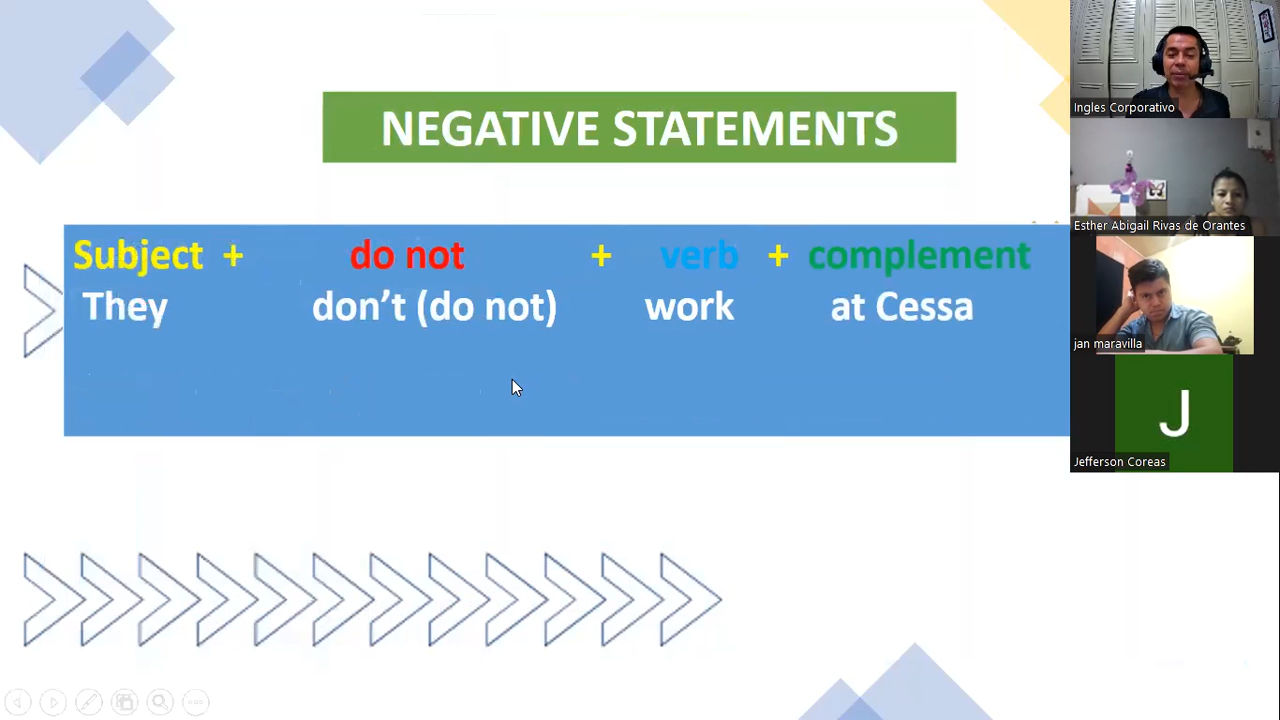 NEGATIVE STATEMENTS
Subject + do not + verb + complement
They don’t (do not) work at Cessa
Ingles Corporativo
Esther Abigail Rivas de Orantes
jan maravilla
J
Jefferson Coreas